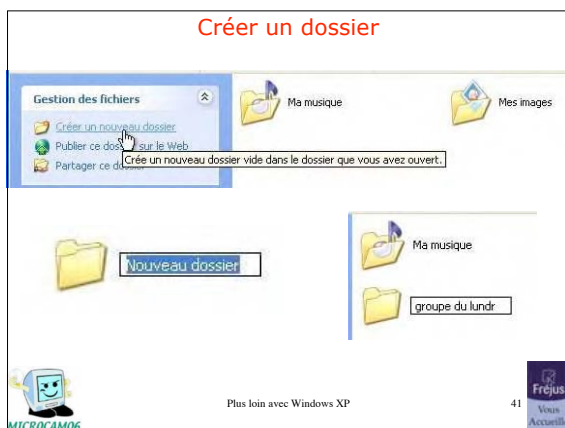 Créer un dossier
Gestion des fichiers
Créer un nouveau dossier
Publier ce dossier sur le Web
Partager ce dossier
Crée un nouveau dossier vide dans le dossier que vous avez ouvert.
Ma musique
Mes images
Nouveau dossier
Ma musique
groupe du lundr
MICROCAM06
Plus loin avec Windows XP
41
Fréjus
Vous
Accueille